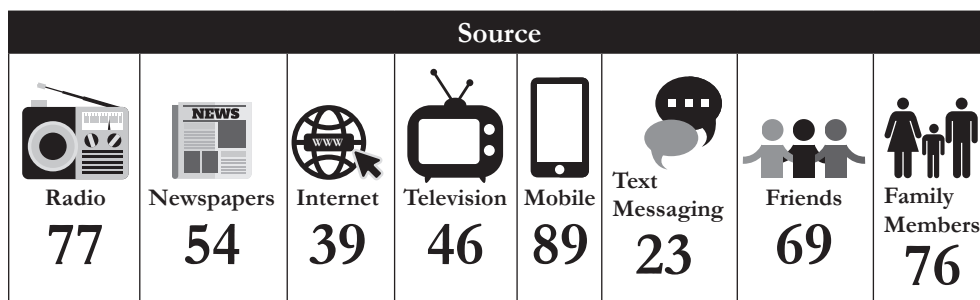 Source
NEWS
WWW
Radio
77
Newspapers
54
Internet
39
Television
46
Mobile
89
Text
Messaging
23
Friends
69
Family
Members
76